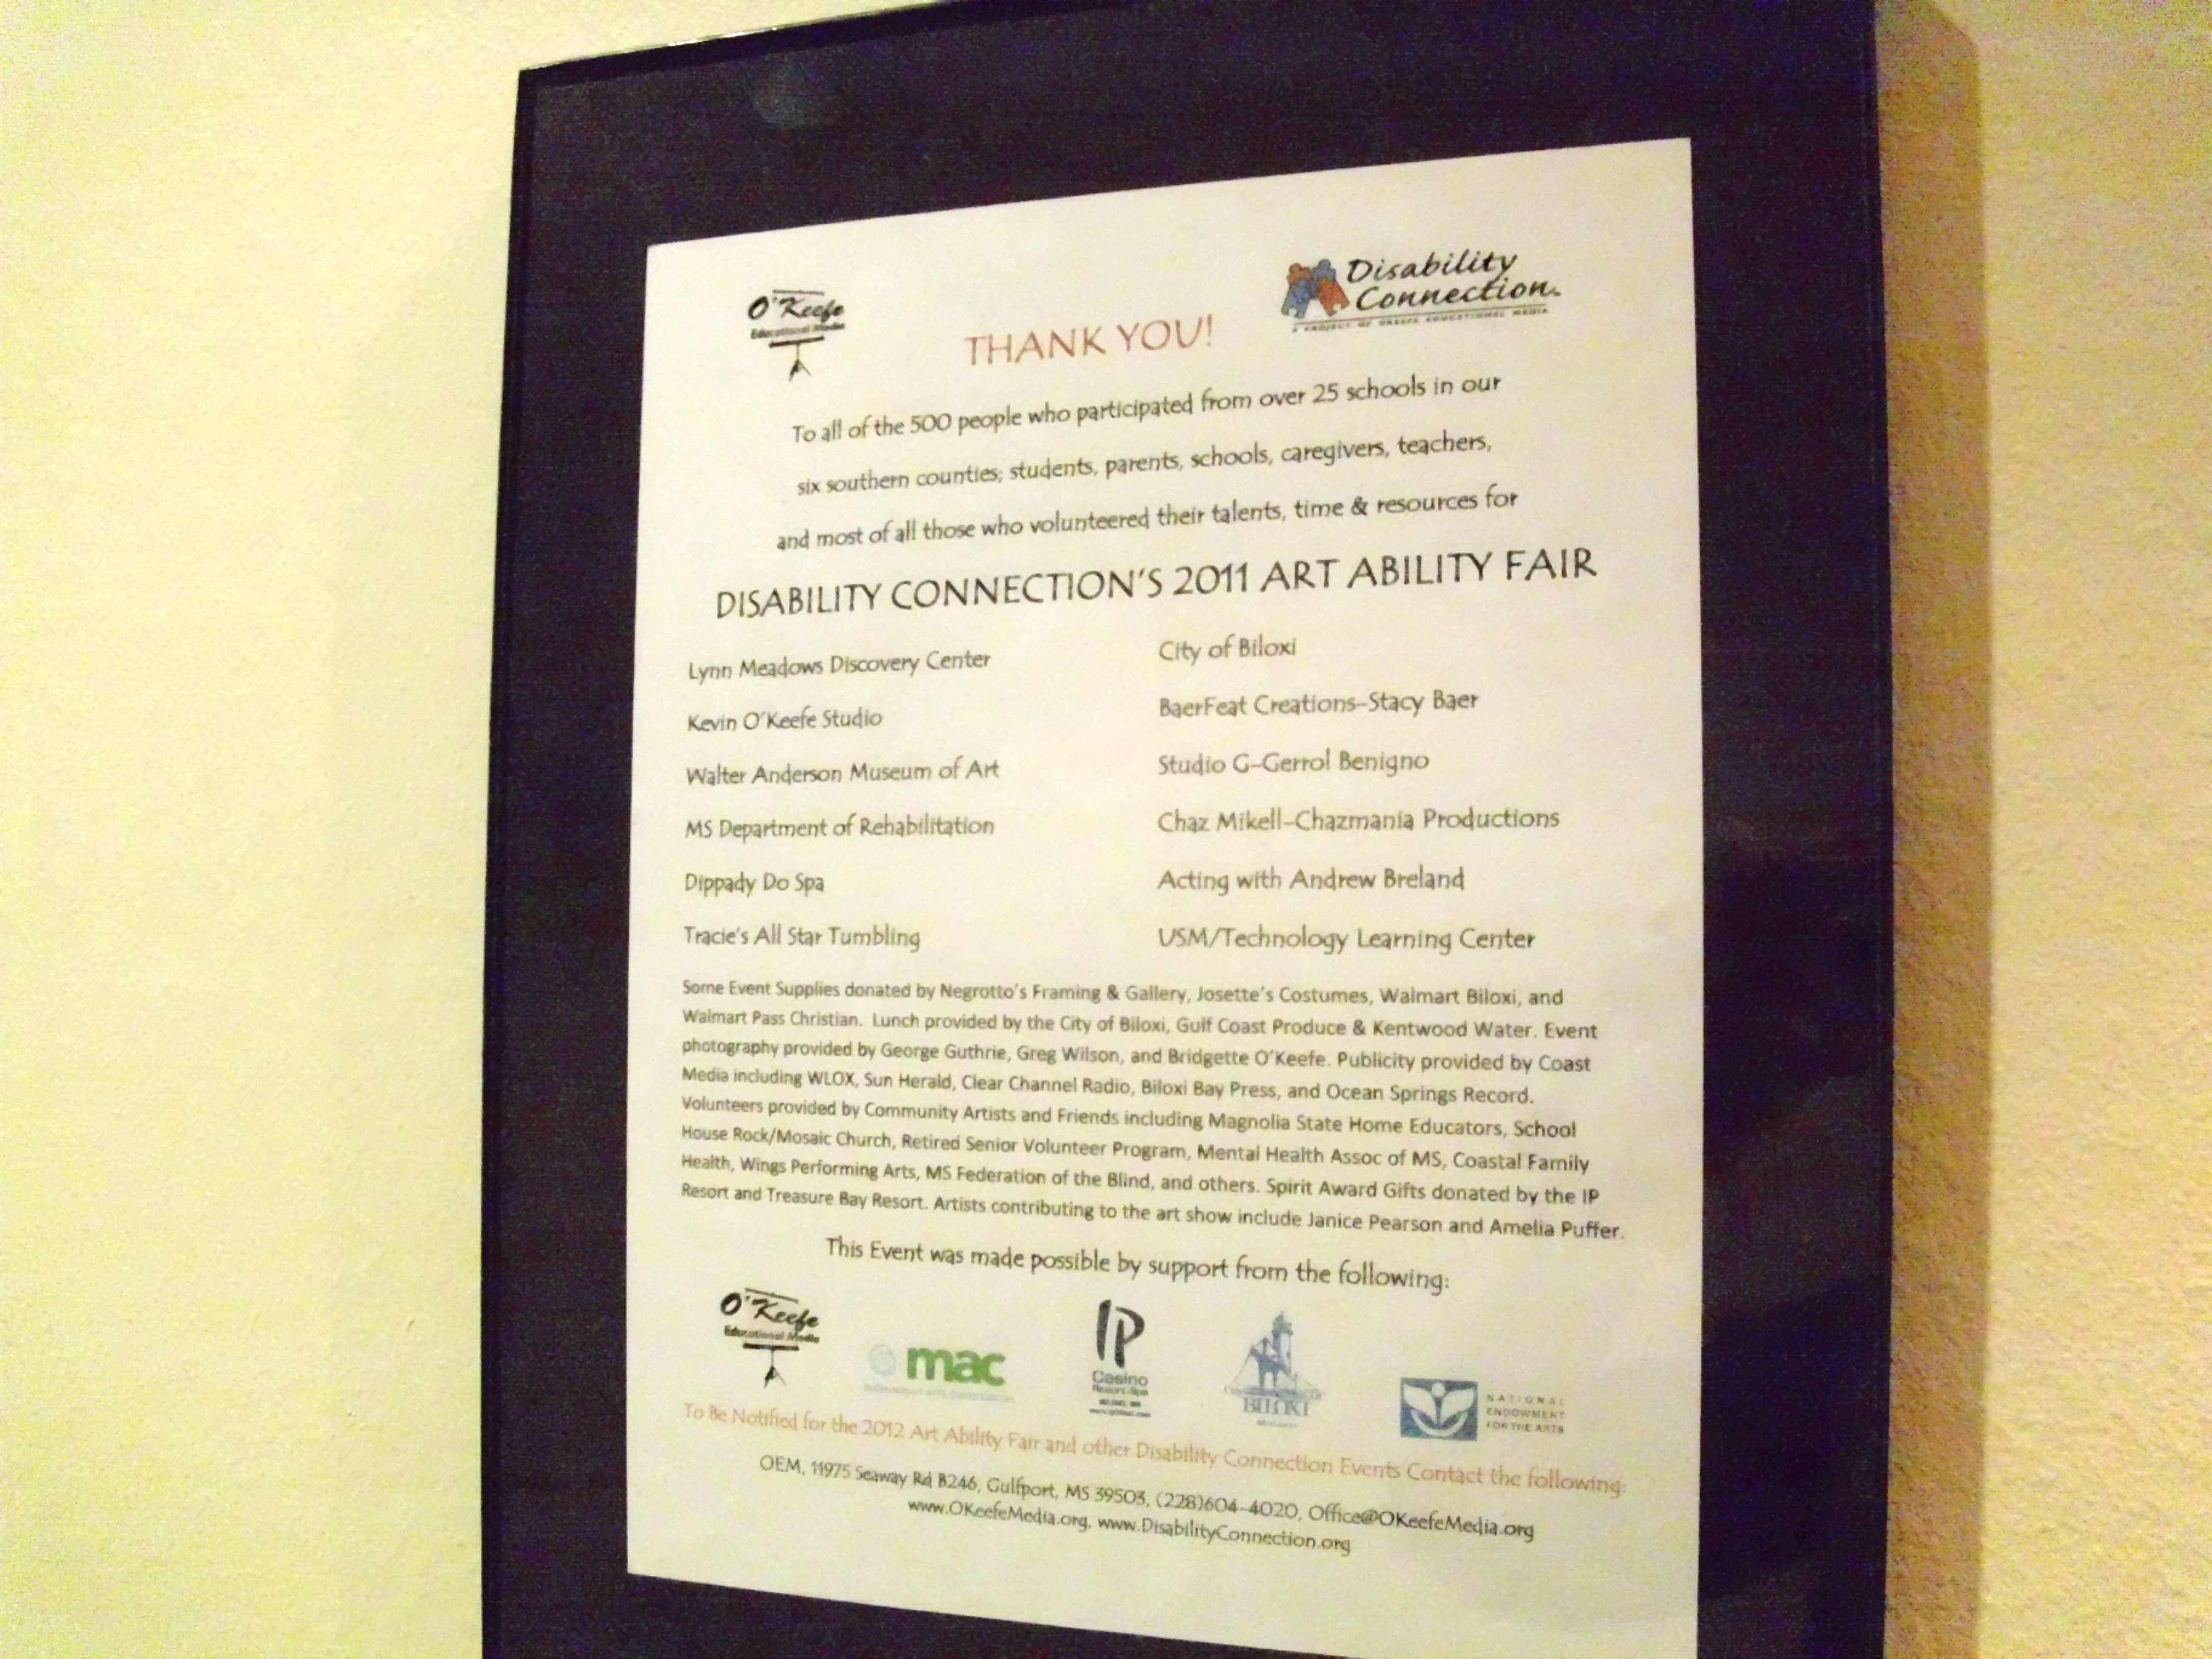 O'Keefe
Educational Media
Disability
Connection
A PROJECT OF OKEEFE EDUCATIONAL MEDIA
THANK YOU!
To all of the 500 people who participated from over 25 schools in our
six southern counties; students, parents, schools, caregivers, teachers,
and most of all those who volunteered their talents, time & resources for
DISABILITY CONNECTION'S 2011 ART ABILITY FAIR
Lynn Meadows Discovery Center
Kevin O'Keefe Studio
Walter Anderson Museum of Art
MS Department of Rehabilitation
Dippady Do Spa
Tracie's All Star Tumbling
City of Biloxi
BaerFeat Creations-Stacy Baer
Studio G-Gerrol Benigno
Chaz Mikell-Chazmania Productions
Acting with Andrew Breland
USM/Technology Learning Center
Some Event Supplies donated by Negrotto's Framing & Gallery, Josette's Costumes, Walmart Biloxi, and
Walmart Pass Christian. Lunch provided by the City of Biloxi, Gulf Coast Produce & Kentwood Water. Event
photography provided by George Guthrie, Greg Wilson, and Bridgette O'Keefe. Publicity provided by Coast
Media including WLOX, Sun Herald, Clear Channel Radio, Biloxi Bay Press, and Ocean Springs Record.
Volunteers provided by Community Artists and Friends including Magnolia State Home Educators, School
House Rock/Mosaic Church, Retired Senior Volunteer Program, Mental Health Assoc of MS, Coastal Family
Health, Wings Performing Arts, MS Federation of the Blind, and others. Spirit Award Gifts donated by the IP
Resort and Treasure Bay Resort. Artists contributing to the art show include Janice Pearson and Amelia Puffer.
This Event was made possible by support from the following:
O'Keefe
Educational Media
mac
IP
Casino
Resort-Spa
BILOXI
NATIONAL
ENDOWMENT
FOR THE ARTS
To Be Notified for the 2012 Art Ability Fair and other Disability Connection Events Contact the following:
OEM, 11975 Seaway Rd B246, Gulfport, MS 39503, (228)604-4020, Office@OKeefeMedia.org
www.OKeefeMedia.org, www.DisabilityConnection.org